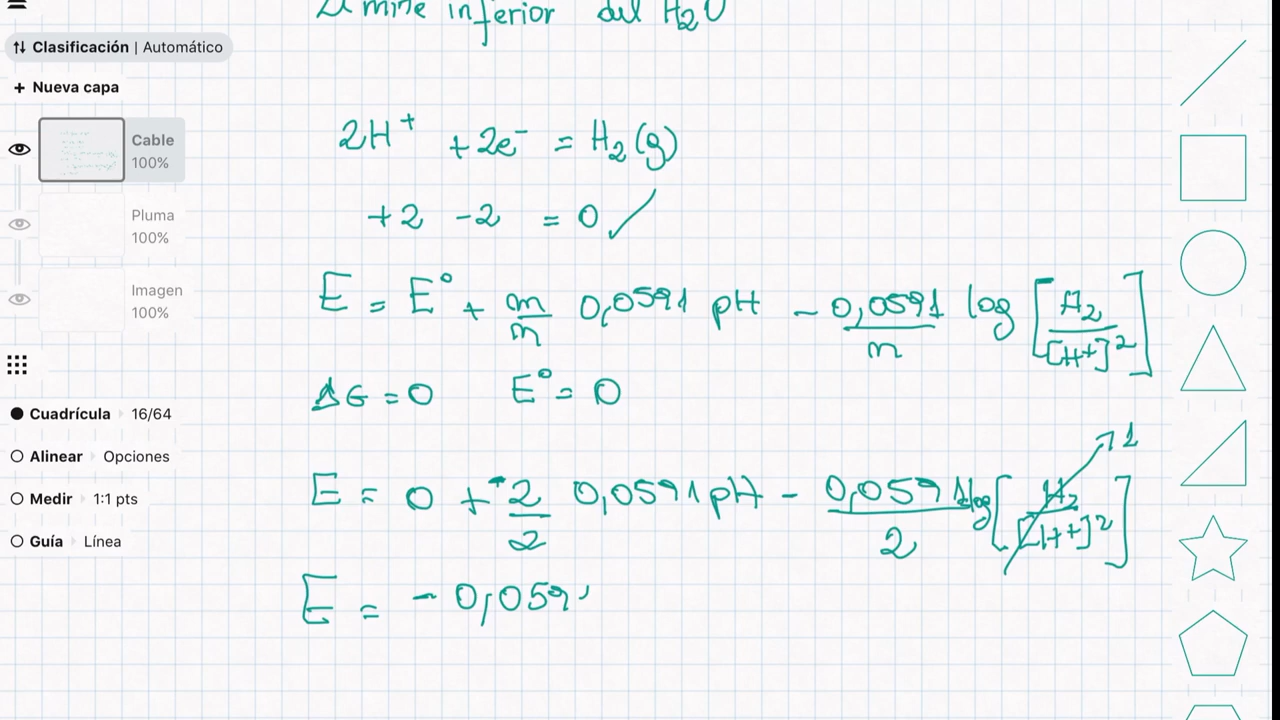 Límite inferior del H2O
Clasificación | Automático
+ Nueva capa
Cable
100%
Pluma
100%
Imagen
100%
Cuadrícula 16/64
Alinear Opciones
Medir 1:1 pts
Guía Línea
2H⁺ + 2e⁻ = H₂(g)
+2 -2 = 0 ✓
E = E° + m/n 0,0591 pH - 0,0591/n log [H₂/[H+]²]
ΔG = 0 E° = 0
E = 0 + -2/2 0,0591 pH - 0,0591/2 log [H₂/[H+]²] 1
E = - 0,059